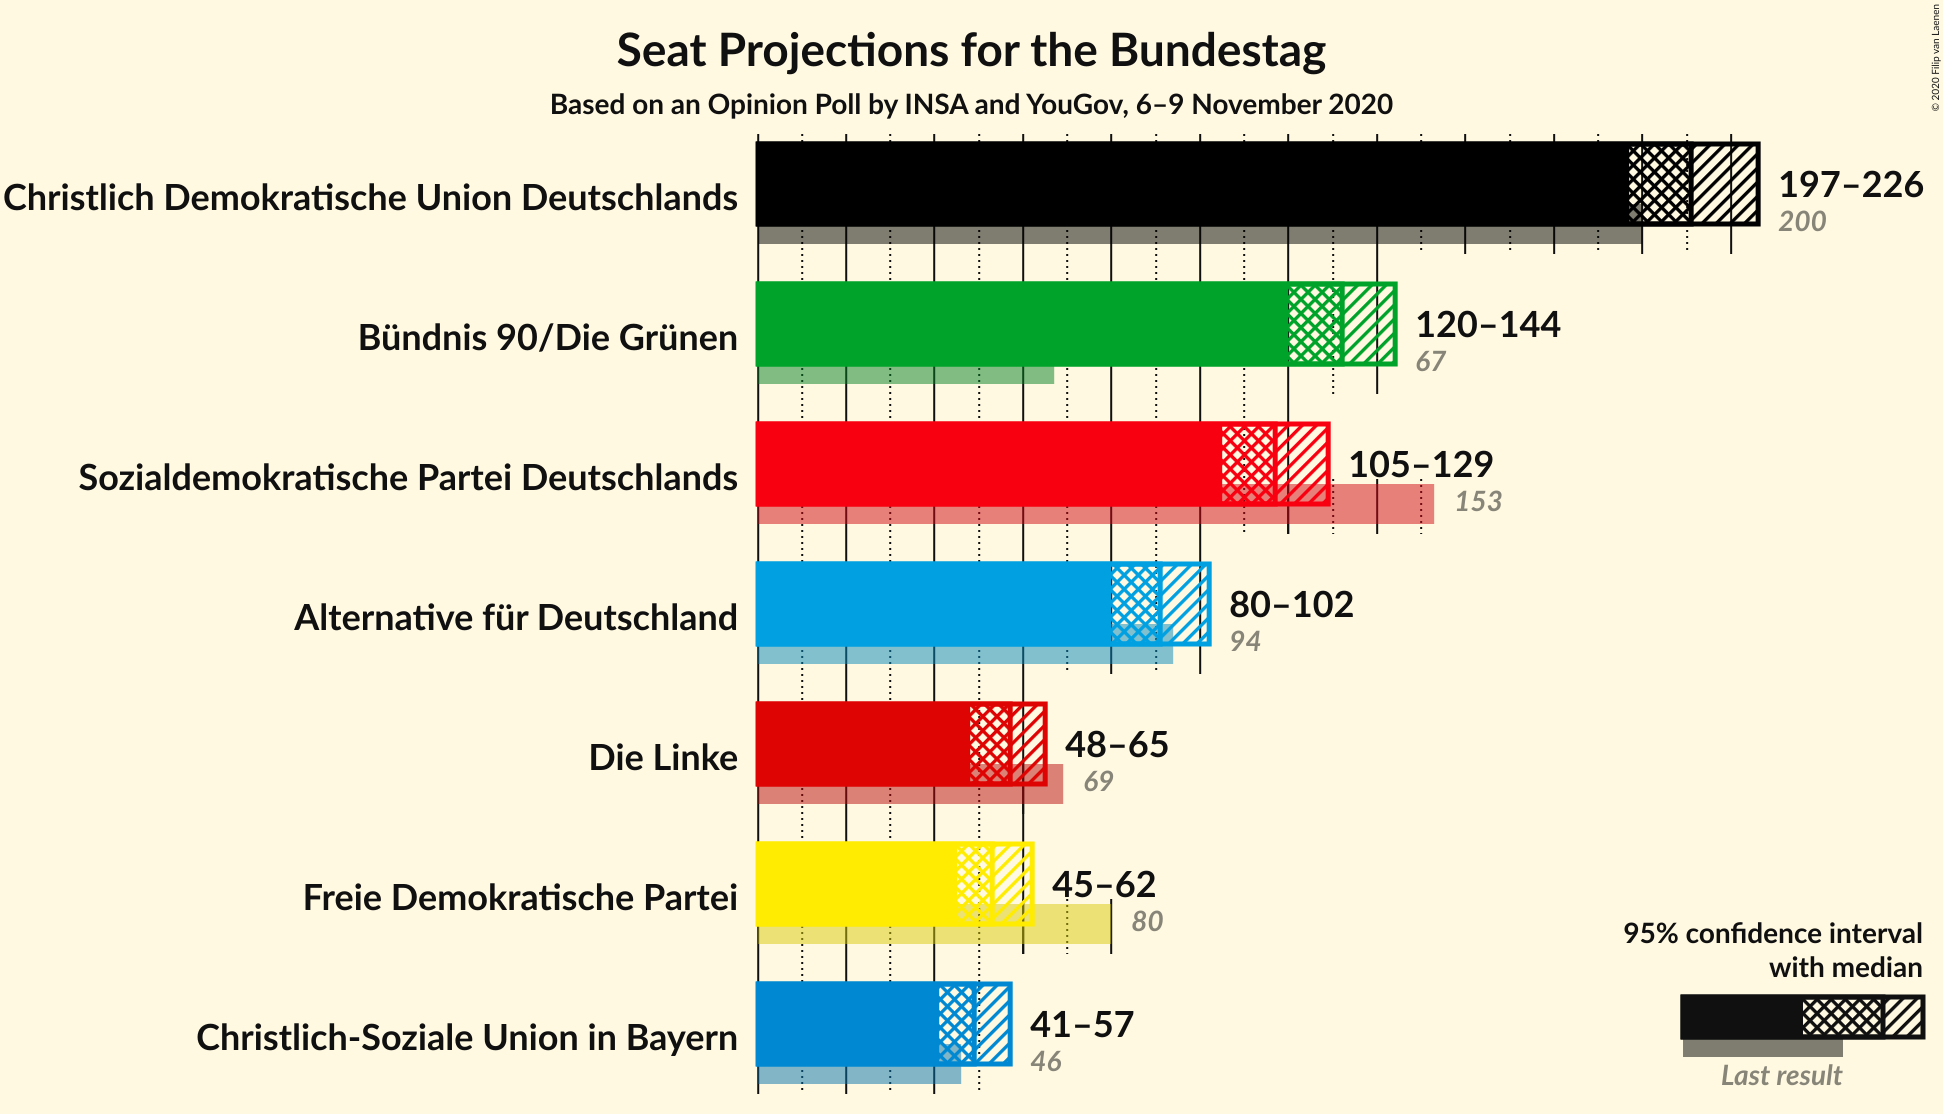 Seat Projections for the Bundestag
Based on an Opinion Poll by INSA and YouGov, 6–9 November 2020
© 2020 Filip van Laenen
Christlich Demokratische Union Deutschlands
197–226
200
Bündnis 90/Die Grünen
120–144
67
Sozialdemokratische Partei Deutschlands
105–129
153
Alternative für Deutschland
80–102
94
Die Linke
48–65
69
Freie Demokratische Partei
45–62
80
Christlich-Soziale Union in Bayern
41–57
46
95% confidence interval
with median
Last result